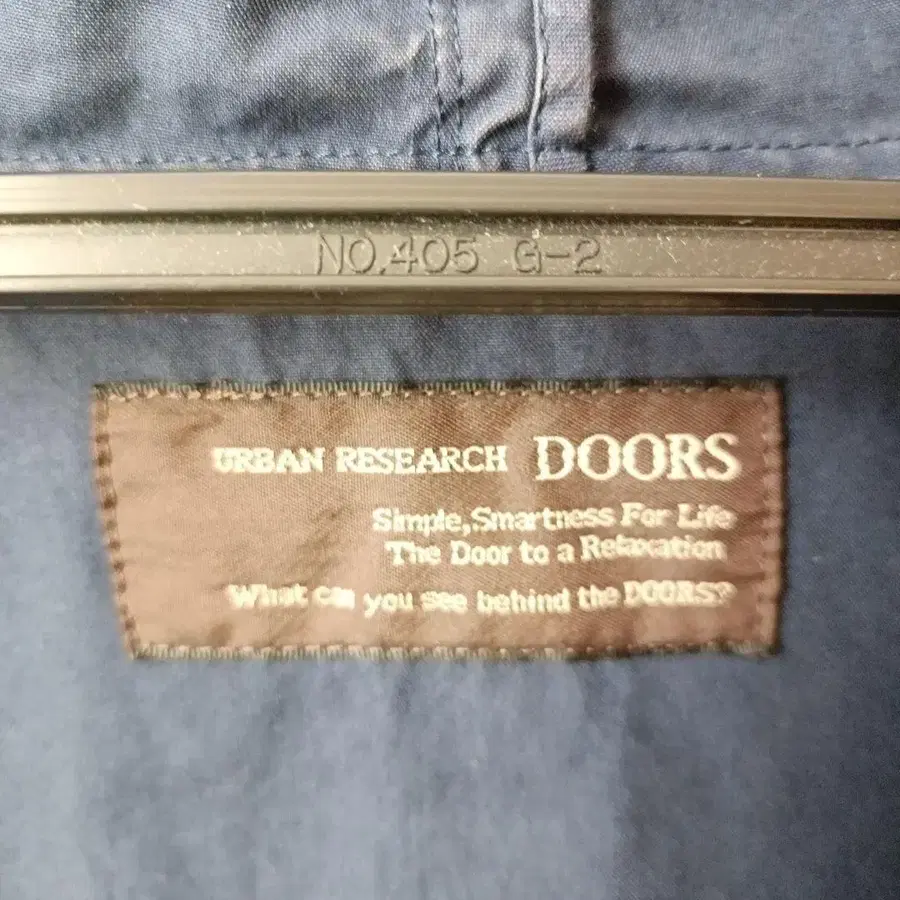 NO.405 G-2
URBAN RESEARCH DOORS
Simple,Smartness For Life
The Door to a Relaxation
What can you see behind the DOORS?